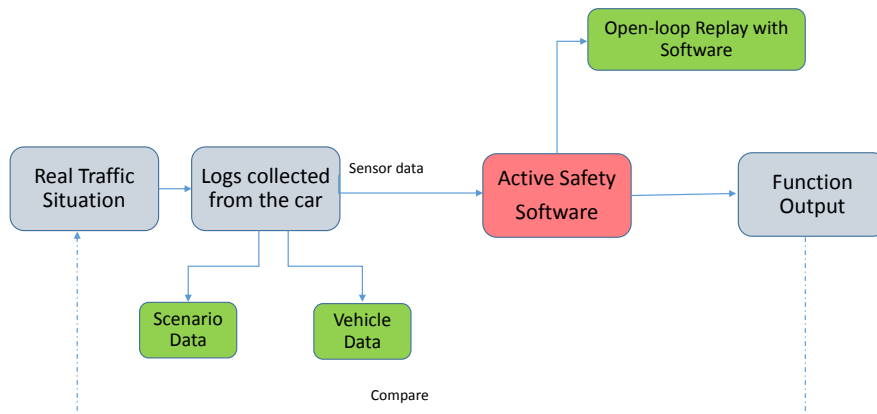 Open-loop Replay with
Software
Real Traffic
Situation
Logs collected
from the car
Sensor data
Active Safety
Software
Function
Output
Scenario
Data
Vehicle
Data
Compare